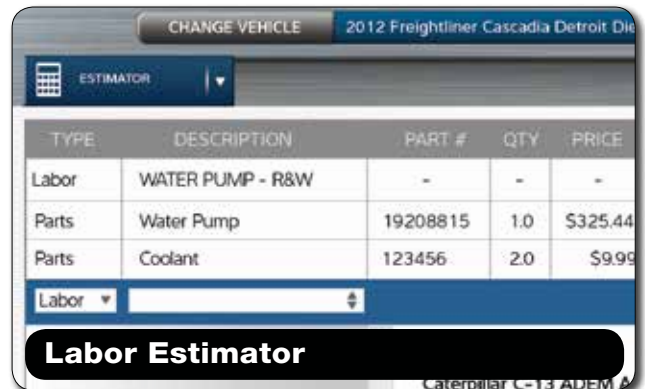 CHANGE VEHICLE 2012 Freightliner Cascadia Detroit Die
ESTIMATOR
TYPE DESCRIPTION PART # QTY PRICE
Labor WATER PUMP - R&W - - -
Parts Water Pump 19208815 1.0 $325.44
Parts Coolant 123456 2.0 $9.99
Labor
Labor Estimator
Caterpillar C-13 ADEM A